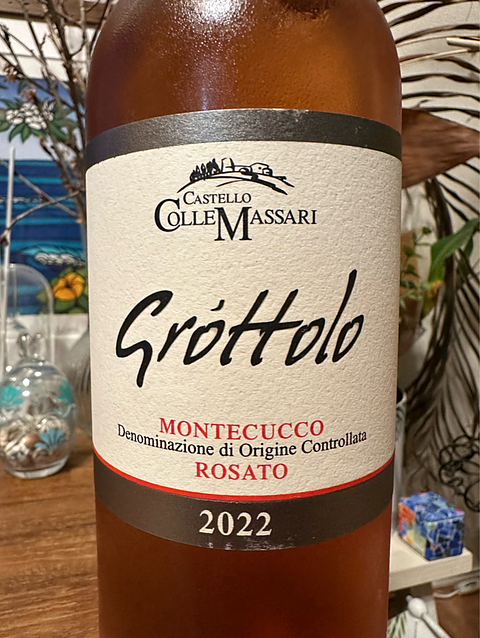 CASTELLO
COLLEMASSARI
Gróttolo
MONTECUCCO
Denominazione di Origine Controllata
ROSATO
2022